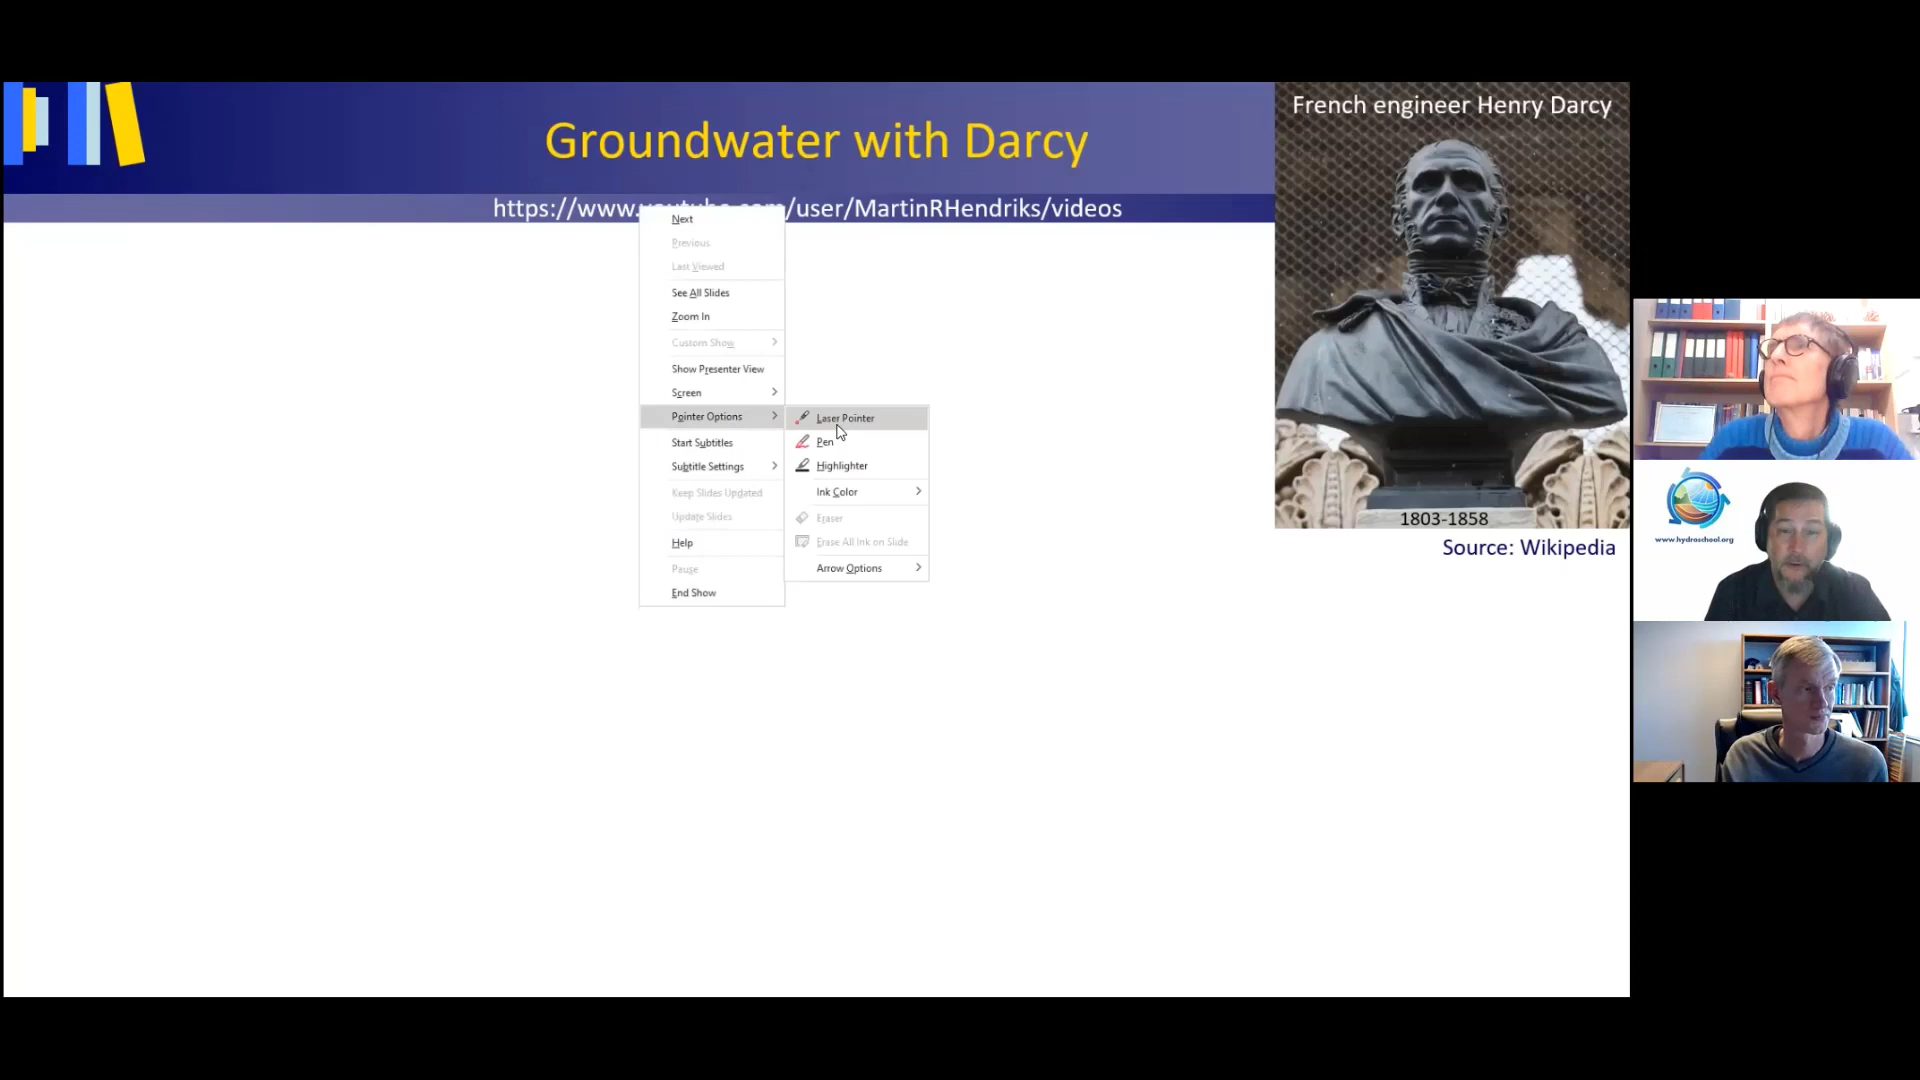 Groundwater with Darcy
French engineer Henry Darcy
https://www.youtube.com/user/MartinRHendriks/videos
Next
Previous
Last Viewed
See All Slides
Zoom In
Custom Show
Show Presenter View
Screen
Pointer Options
Laser Pointer
Pen
Start Subtitles
Subtitle Settings
Highlighter
Keep Slides Updated
Ink Color
Update Slides
Eraser
Help
Erase All Ink on Slide
Pause
Arrow Options
End Show
1803-1858
Source: Wikipedia
www.hydroschool.org